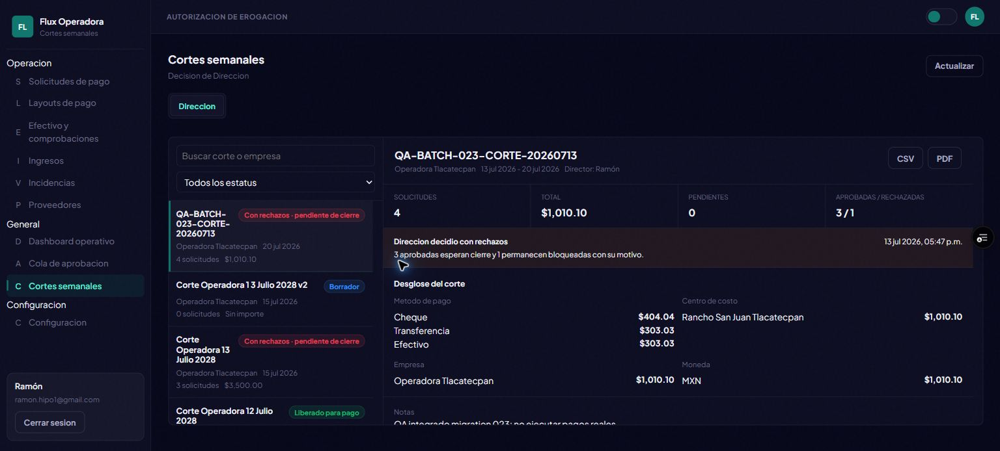 FL
Flux Operadora
Cortes semanales
Operacion
S Solicitudes de pago
L Layouts de pago
E Efectivo y
comprobaciones
I Ingresos
V Incidencias
P Proveedores
General
D Dashboard operativo
A Cola de aprobacion
C Cortes semanales
Configuracion
C Configuracion
Ramón
ramon.hipo1@gmail.com
Cerrar sesion
AUTORIZACION DE EROGACION
FL
Cortes semanales
Decision de Direccion
Actualizar
Direccion
Buscar corte o empresa
Todos los estatus
QA-BATCH-
023-CORTE-
20260713
Con rechazos · pendiente de cierre
Operadora Tlacatecpan 20 jul 2026
4 solicitudes $1,010.10
Corte Operadora 1 3 Julio 2028 v2
Borrador
Operadora Tlacatecpan 15 jul 2026
0 solicitudes Sin importe
Corte
Operadora 13
Julio 2028
Con rechazos · pendiente de cierre
Operadora Tlacatecpan 15 jul 2026
3 solicitudes $3,500.00
Corte Operadora 12 Julio
2028
Liberado para pago
QA-BATCH-023-CORTE-20260713
Operadora Tlacatecpan 13 jul 2026 - 20 jul 2026 Director: Ramón
CSV
PDF
SOLICITUDES
4
TOTAL
$1,010.10
PENDIENTES
0
APROBADAS / RECHAZADAS
3 / 1
Direccion decidio con rechazos
13 jul 2026, 05:47 p.m.
3 aprobadas esperan cierre y 1 permanecen bloqueadas con su motivo.
Desglose del corte
Metodo de pago
Cheque $404.04
Transferencia $303.03
Efectivo $303.03
Centro de costo
Rancho San Juan Tlacatecpan $1,010.10
Empresa
Operadora Tlacatecpan $1,010.10
Moneda
MXN $1,010.10
Notas
QA integrado migration 023; no ejecutar pagos reales.